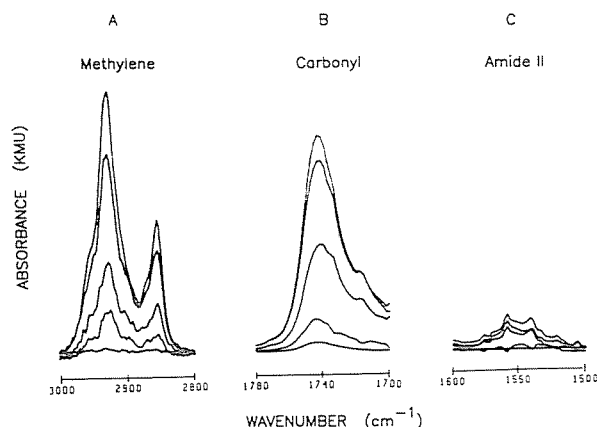 A B C
Methylene Carbonyl Amide II
ABSORBANCE (KMU)
3000 2900 2800 1780 1740 1700 1600 1550 1500
WAVENUMBER (cm⁻¹)